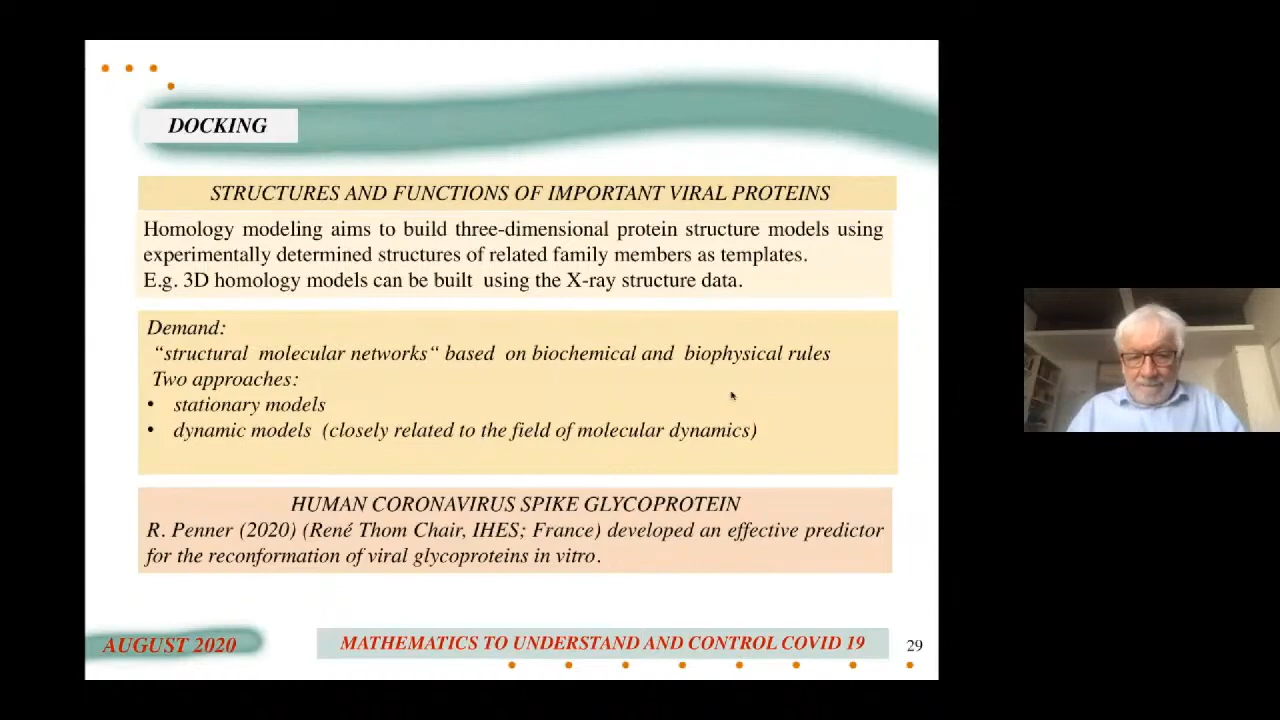 DOCKING
STRUCTURES AND FUNCTIONS OF IMPORTANT VIRAL PROTEINS
Homology modeling aims to build three-dimensional protein structure models using
experimentally determined structures of related family members as templates.
E.g. 3D homology models can be built using the X-ray structure data.
Demand:
“structural molecular networks“ based on biochemical and biophysical rules
Two approaches:
• stationary models
• dynamic models (closely related to the field of molecular dynamics)
HUMAN CORONAVIRUS SPIKE GLYCOPROTEIN
R. Penner (2020) (René Thom Chair, IHES; France) developed an effective predictor
for the reconformation of viral glycoproteins in vitro.
AUGUST 2020
MATHEMATICS TO UNDERSTAND AND CONTROL COVID 19
29